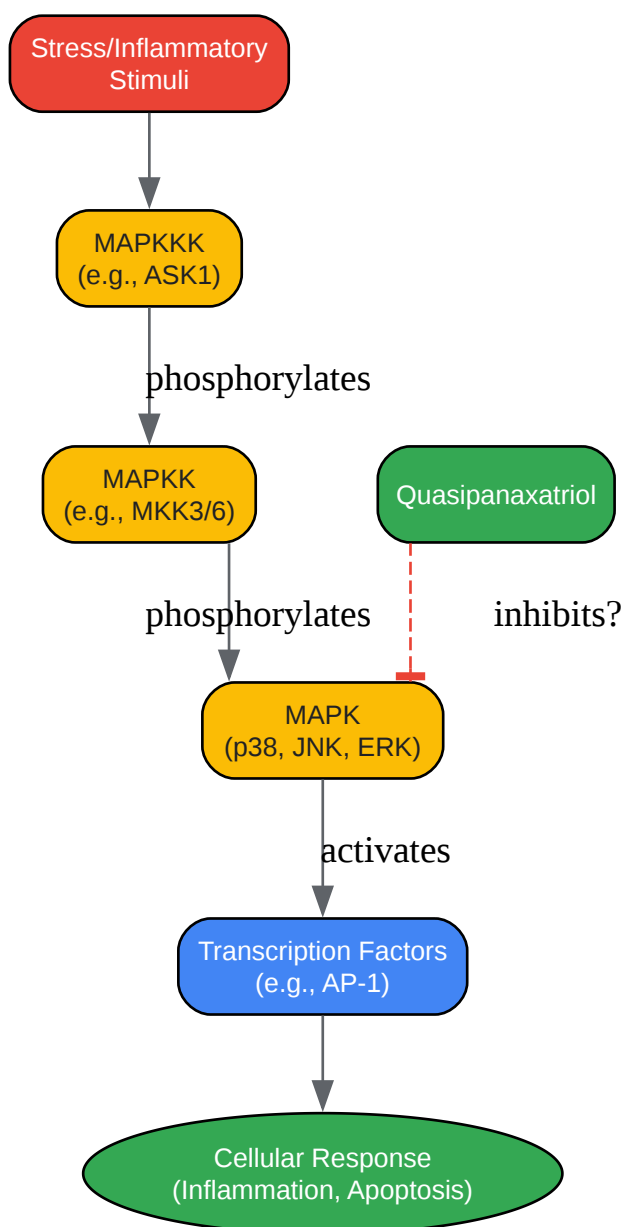 Stress/Inflammatory
Stimuli
MAPKKK
(e.g., ASK1)
phosphorylates
MAPKK
(e.g., MKK3/6)
Quasipanaxatriol
phosphorylates
inhibits?
MAPK
(p38, JNK, ERK)
activates
Transcription Factors
(e.g., AP-1)
Cellular Response
(Inflammation, Apoptosis)